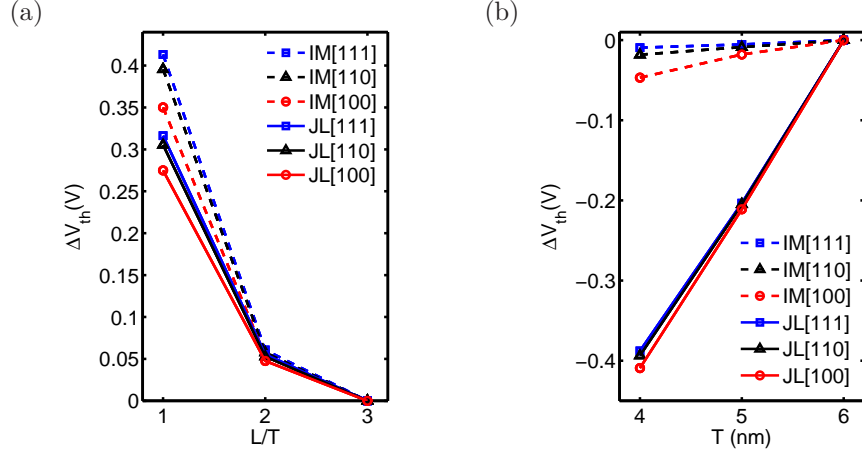 (a)
0.4
0.35
0.3
0.25
0.2
0.15
0.1
0.05
0
ΔVth(V)
IM[111]
IM[110]
IM[100]
JL[111]
JL[110]
JL[100]
1 2 3
L/T
(b)
0
−0.1
−0.2
−0.3
−0.4
ΔVth(V)
IM[111]
IM[110]
IM[100]
JL[111]
JL[110]
JL[100]
4 5 6
T (nm)